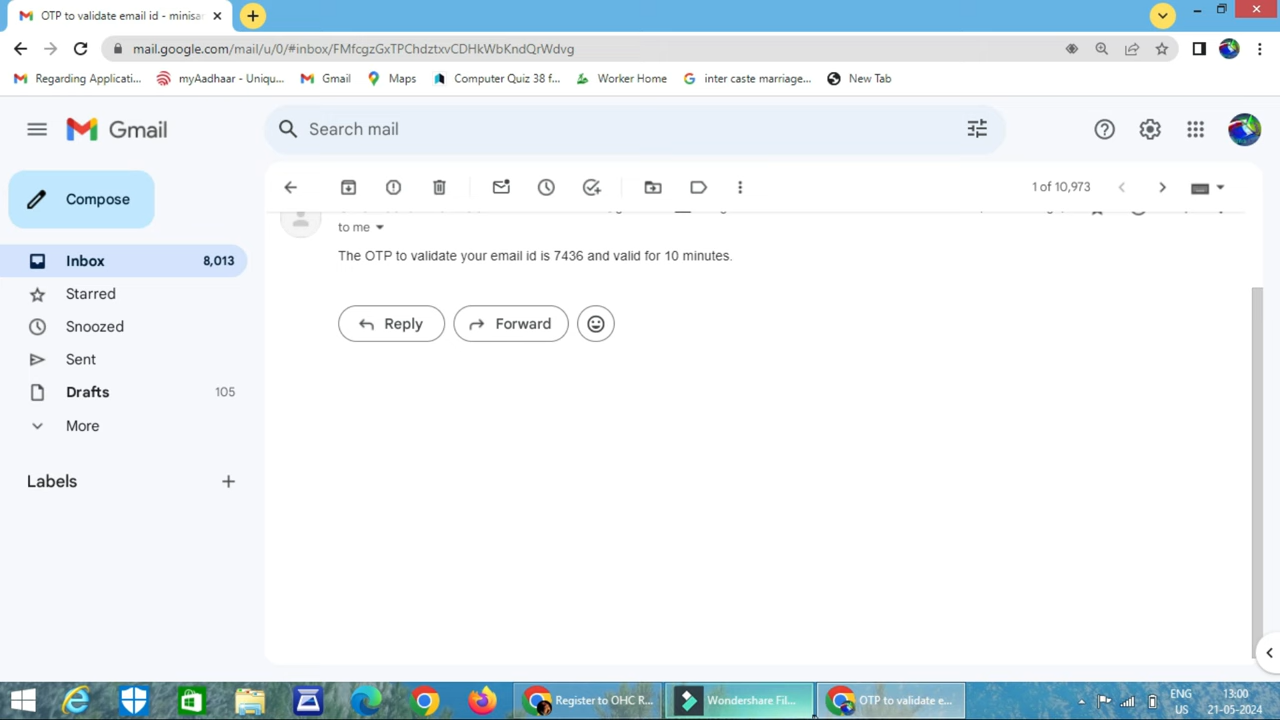 OTP to validate email id - minisar
mail.google.com/mail/u/0/#inbox/FMfcgzGxTPChdztxvCDHkWbKndQrWdvg
Regarding Applicati... myAadhaar - Uniqu... Gmail Maps Computer Quiz 38 f... Worker Home inter caste marriage... New Tab
Gmail
Search mail
Compose
1 of 10,973
to me
The OTP to validate your email id is 7436 and valid for 10 minutes.
Inbox 8,013
Starred
Snoozed
Reply Forward
Sent
Drafts 105
More
Labels
Register to OHC R... Wondershare Fil... OTP to validate e...
ENG 13:00
US 21-05-2024